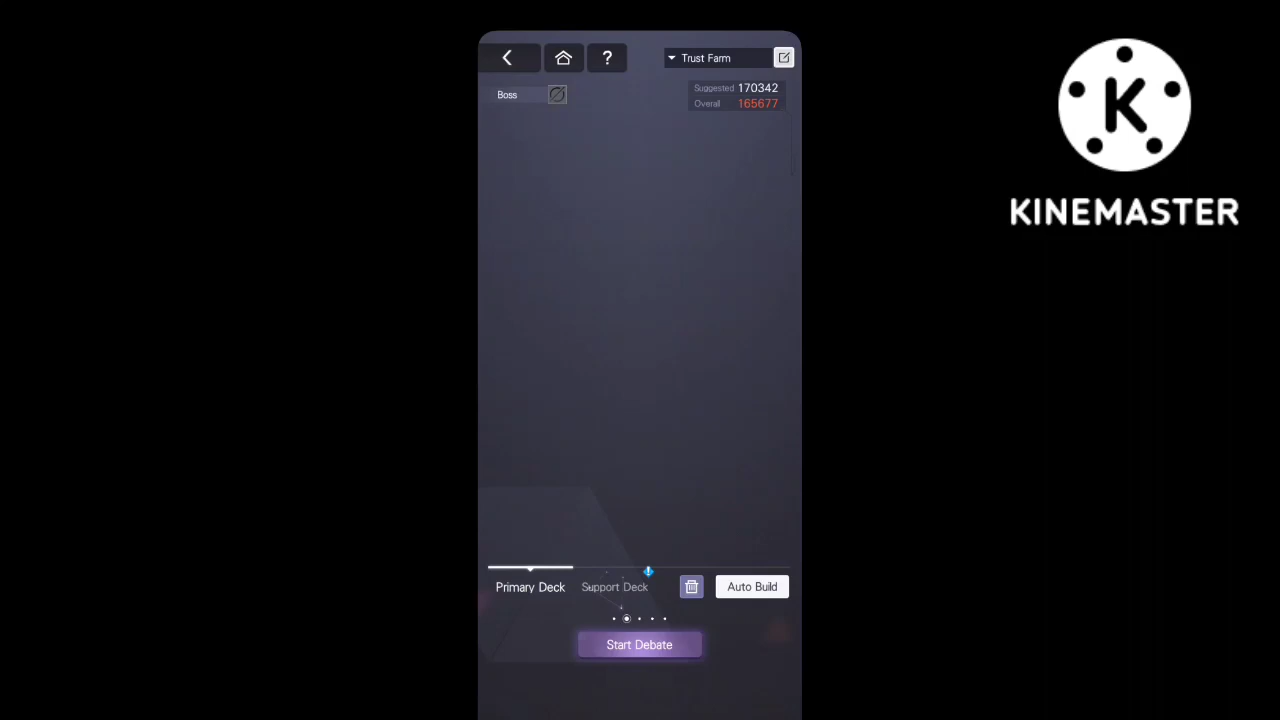 Trust Farm
Boss
Suggested 170342
Overall 165677
K
KINEMASTER
Primary Deck
Support Deck
Auto Build
Start Debate